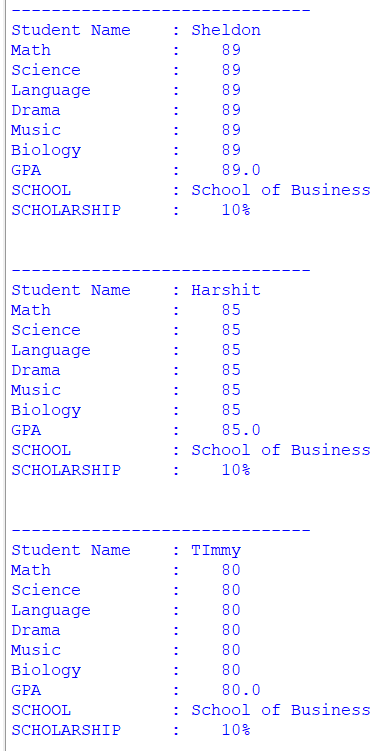 ------------------------------
Student Name    : Sheldon
Math            :    89
Science         :    89
Language        :    89
Drama           :    89
Music           :    89
Biology         :    89
GPA             :    89.0
SCHOOL          : School of Business
SCHOLARSHIP     :    10%
------------------------------
Student Name    : Harshit
Math            :    85
Science         :    85
Language        :    85
Drama           :    85
Music           :    85
Biology         :    85
GPA             :    85.0
SCHOOL          : School of Business
SCHOLARSHIP     :    10%
------------------------------
Student Name    : TImmy
Math            :    80
Science         :    80
Language        :    80
Drama           :    80
Music           :    80
Biology         :    80
GPA             :    80.0
SCHOOL          : School of Business
SCHOLARSHIP     :    10%